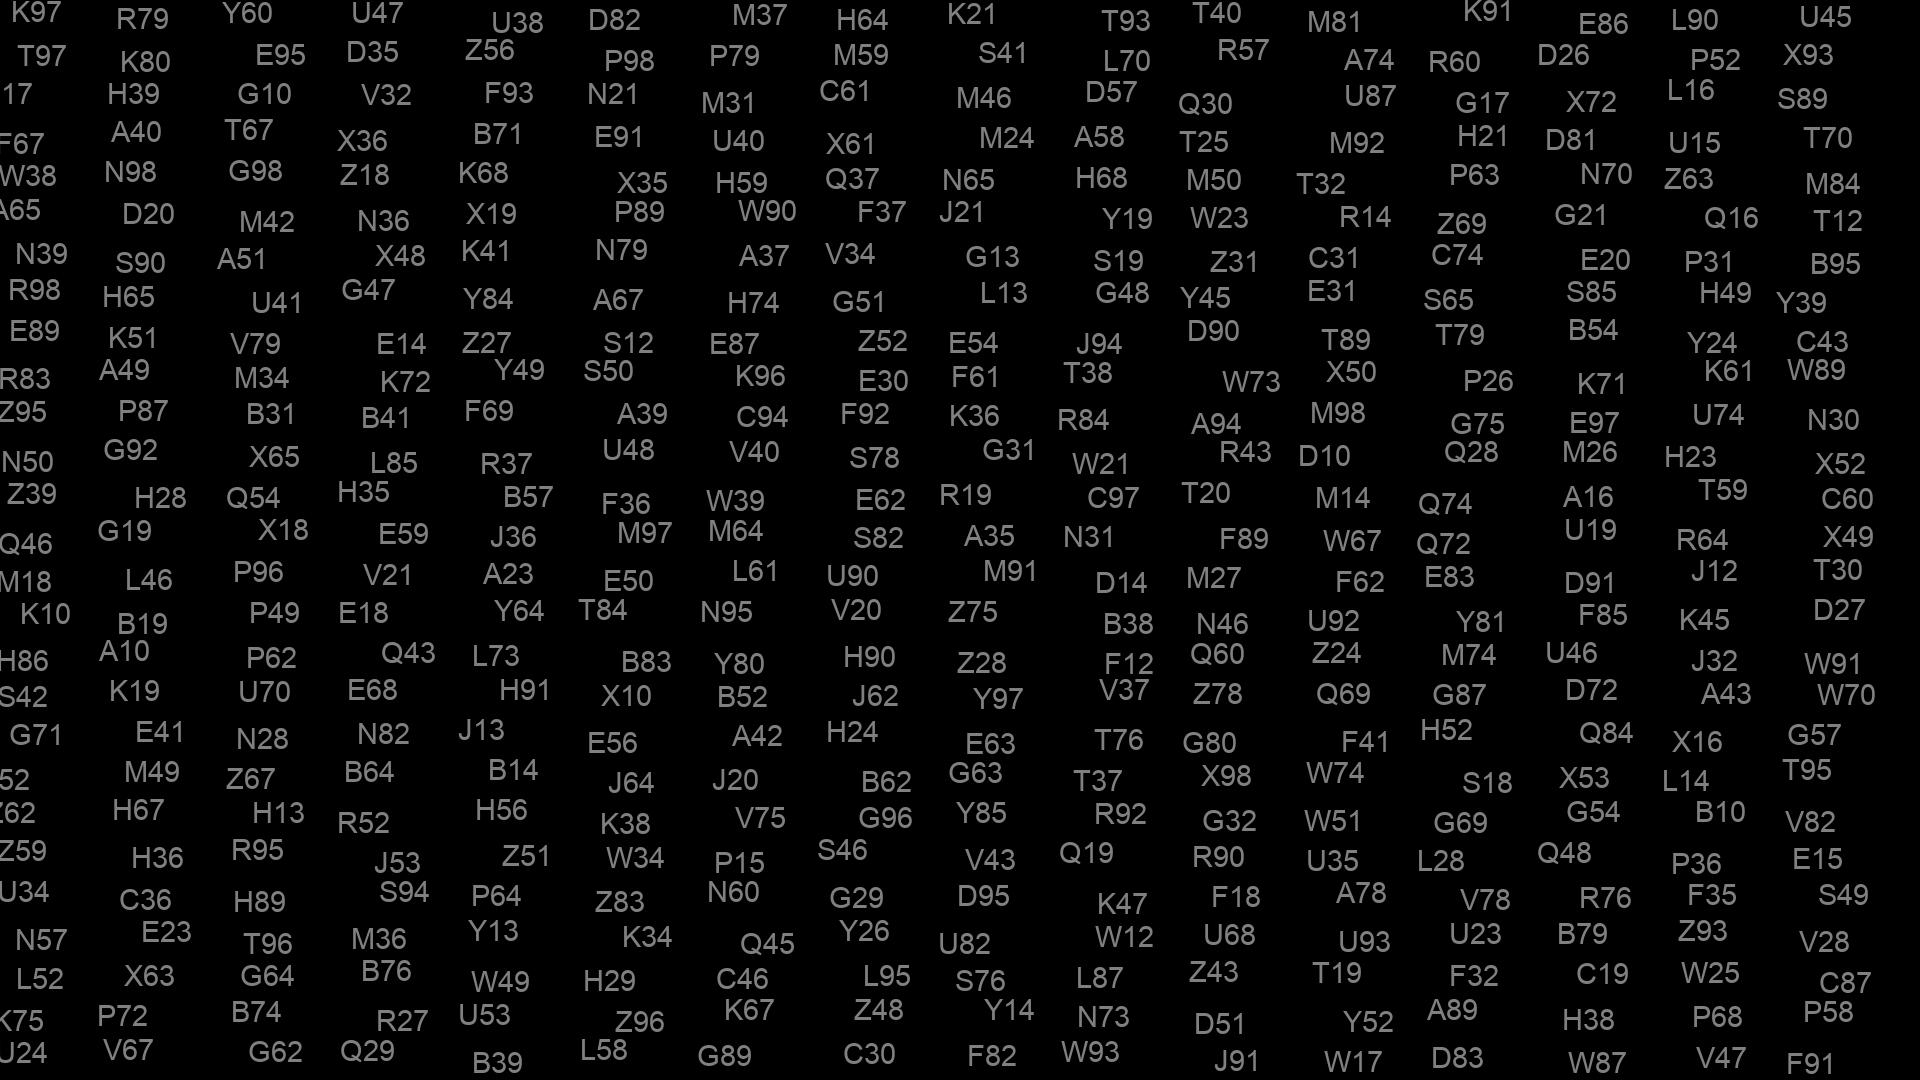 K97 R79 Y60 U47 U38 D82 M37 H64 K21 T93 T40 M81 K91 E86 L90 U45
T97 K80 E95 D35 Z56 P98 P79 M59 S41 L70 R57 A74 R60 D26 P52 X93
17 H39 G10 V32 F93 N21 M31 C61 M46 D57 Q30 U87 G17 X72 L16 S89
F67 A40 T67 X36 B71 E91 U40 X61 M24 A58 T25 M92 H21 D81 U15 T70
W38 N98 G98 Z18 K68 X35 H59 Q37 N65 H68 M50 T32 P63 N70 Z63 M84
A65 D20 M42 N36 X19 P89 W90 F37 J21 Y19 W23 R14 Z69 G21 Q16 T12
N39 S90 A51 X48 K41 N79 A37 V34 G13 S19 Z31 C31 C74 E20 P31 B95
R98 H65 U41 G47 Y84 A67 H74 G51 L13 G48 Y45 E31 S65 S85 H49 Y39
E89 K51 V79 E14 Z27 S12 E87 Z52 E54 J94 D90 T89 T79 B54 Y24 C43
R83 A49 M34 K72 Y49 S50 K96 E30 F61 T38 W73 X50 P26 K71 K61 W89
Z95 P87 B31 B41 F69 A39 C94 F92 K36 R84 A94 M98 G75 E97 U74 N30
N50 G92 X65 L85 R37 U48 V40 S78 G31 W21 R43 D10 Q28 M26 H23 X52
Z39 H28 Q54 H35 B57 F36 W39 E62 R19 C97 T20 M14 Q74 A16 T59 C60
Q46 G19 X18 E59 J36 M97 M64 S82 A35 N31 F89 W67 Q72 U19 R64 X49
M18 L46 P96 V21 A23 E50 L61 U90 M91 D14 M27 F62 E83 D91 J12 T30
K10 B19 P49 E18 Y64 T84 N95 V20 Z75 B38 N46 U92 Y81 F85 K45 D27
H86 A10 P62 Q43 L73 B83 Y80 H90 Z28 F12 Q60 Z24 M74 U46 J32 W91
S42 K19 U70 E68 H91 X10 B52 J62 Y97 V37 Z78 Q69 G87 D72 A43 W70
G71 E41 N28 N82 J13 E56 A42 H24 E63 T76 G80 F41 H52 Q84 X16 G57
52 M49 Z67 B64 B14 J64 J20 B62 G63 T37 X98 W74 S18 X53 L14 T95
Z62 H67 H13 R52 H56 K38 V75 G96 Y85 R92 G32 W51 G69 G54 B10 V82
Z59 H36 R95 J53 Z51 W34 P15 S46 V43 Q19 R90 U35 L28 Q48 P36 E15
U34 C36 H89 S94 P64 Z83 N60 G29 D95 K47 F18 A78 V78 R76 F35 S49
N57 E23 T96 M36 Y13 K34 Q45 Y26 U82 W12 U68 U93 U23 B79 Z93 V28
L52 X63 G64 B76 W49 H29 C46 L95 S76 L87 Z43 T19 F32 C19 W25 C87
K75 P72 B74 R27 U53 Z96 K67 Z48 Y14 N73 D51 Y52 A89 H38 P68 P58
U24 V67 G62 Q29 B39 L58 G89 C30 F82 W93 J91 W17 D83 W87 V47 F91